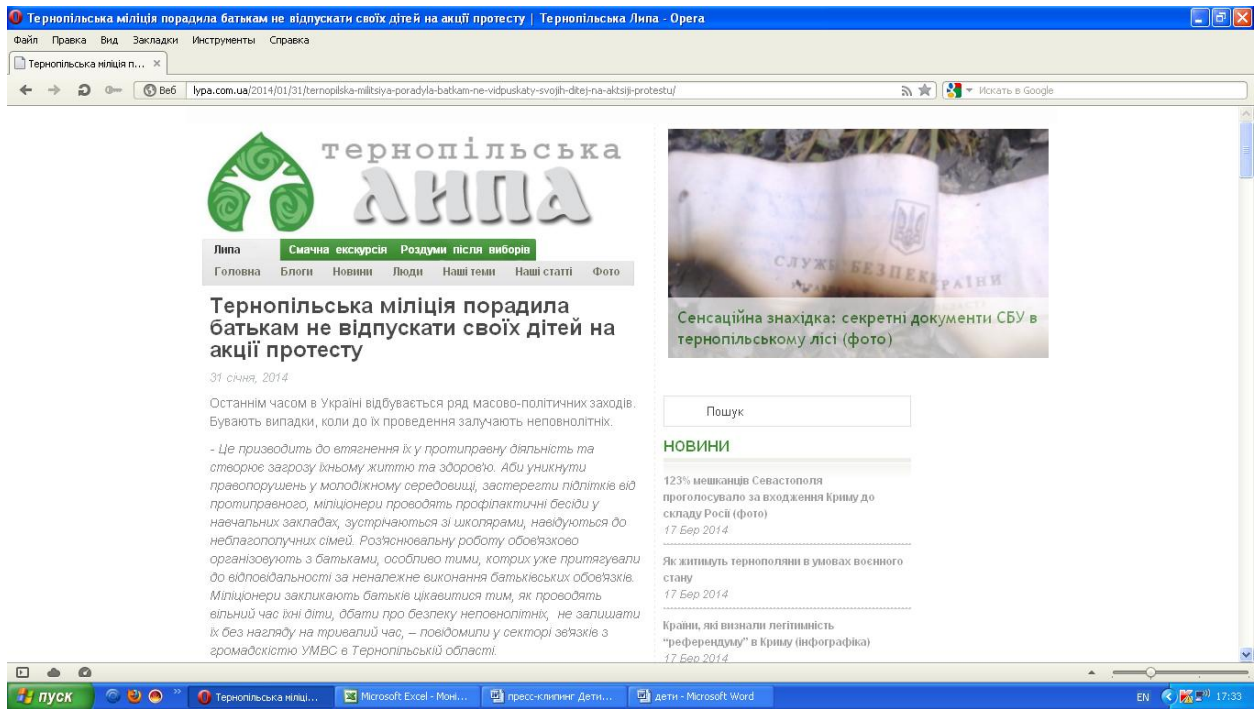 Тернопільська міліція порадила батькам не відпускати своїх дітей на акції протесту | Тернопільська Липа - Opera
Файл Правка Вид Закладки Инструменты Справка
Тернопільська міліція п...
Веб lypa.com.ua/2014/01/31/ternopilska-militsiya-poradyla-batkam-ne-vidpuskaty-svojih-ditej-na-aktsiji-protestu/ Искать в Google
тернопільська
липа
Липа Смачна екскурсія Роздуми після виборів
Головна Блоги Новини Люди Наші теми Наші статті Фото
Тернопільська міліція порадила
батькам не відпускати своїх дітей на
акції протесту
31 січня, 2014
Останнім часом в Україні відбувається ряд масово-політичних заходів.
Бувають випадки, коли до їх проведення залучають неповнолітніх.
- Це призводить до втягнення їх у протиправну діяльність та
створює загрозу їхньому життю та здоров'ю. Аби уникнути
правопорушень у молодіжному середовищі, застерегти підлітків від
протиправного, міліціонери проводять профілактичні бесіди у
навчальних закладах, зустрічаються зі школярами, навідуються до
неблагополучних сімей. Роз'яснювальну роботу обов'язково
організовують з батьками, особливо тими, котрих уже притягували
до відповідальності за неналежне виконання батьківських обов'язків.
Міліціонери закликають батьків цікавитися тим, як проводять
вільний час їхні діти, дбати про безпеку неповнолітніх, не залишати
їх без нагляду на тривалий час, – повідомили у секторі зв'язків з
громадскістю УМВС в Тернопільській області.
СЛУЖБ БЕЗПЕК КРАЇНИ
Сенсаційна знахідка: секретні документи СБУ в
тернопільському лісі (фото)
Пошук
НОВИНИ
123% мешканців Севастополя
проголосувало за входження Криму до
складу Росії (фото)
17 Бер 2014
Як житимуть тернополяни в умовах воєнного
стану
17 Бер 2014
Країни, які визнали легітимність
“референдуму” в Криму (інфографіка)
17 Бер 2014
пуск Тернопільська міліці... Microsoft Excel - Моні... пресс-клипинг Дети... дети - Microsoft Word EN 17:33